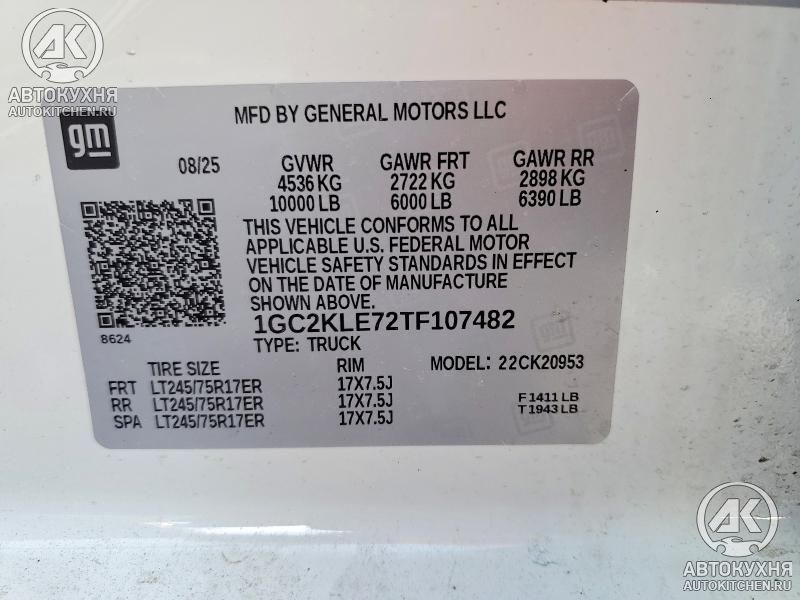 AK
АВТОКУХНЯ
AUTOKITCHEN.RU
gm
MFD BY GENERAL MOTORS LLC
08/25 GVWR GAWR FRT GAWR RR
4536 KG 2722 KG 2898 KG
10000 LB 6000 LB 6390 LB
THIS VEHICLE CONFORMS TO ALL
APPLICABLE U.S. FEDERAL MOTOR
VEHICLE SAFETY STANDARDS IN EFFECT
ON THE DATE OF MANUFACTURE
SHOWN ABOVE.
1GC2KLE72TF107482
8624
TYPE: TRUCK MODEL: 22CK20953
TIRE SIZE RIM
FRT LT245/75R17ER 17X7.5J
RR LT245/75R17ER 17X7.5J
SPA LT245/75R17ER 17X7.5J
F 1411 LB
T 1943 LB
AK
АВТОКУХНЯ
AUTOKITCHEN.RU